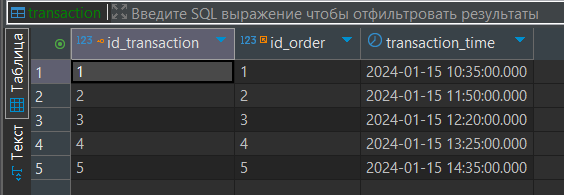 transaction Введите SQL выражение чтобы отфильтровать результаты
Таблица
Текст
123 id_transaction 123 id_order transaction_time
1 1 1 2024-01-15 10:35:00.000
2 2 2 2024-01-15 11:50:00.000
3 3 3 2024-01-15 12:20:00.000
4 4 4 2024-01-15 13:25:00.000
5 5 5 2024-01-15 14:35:00.000